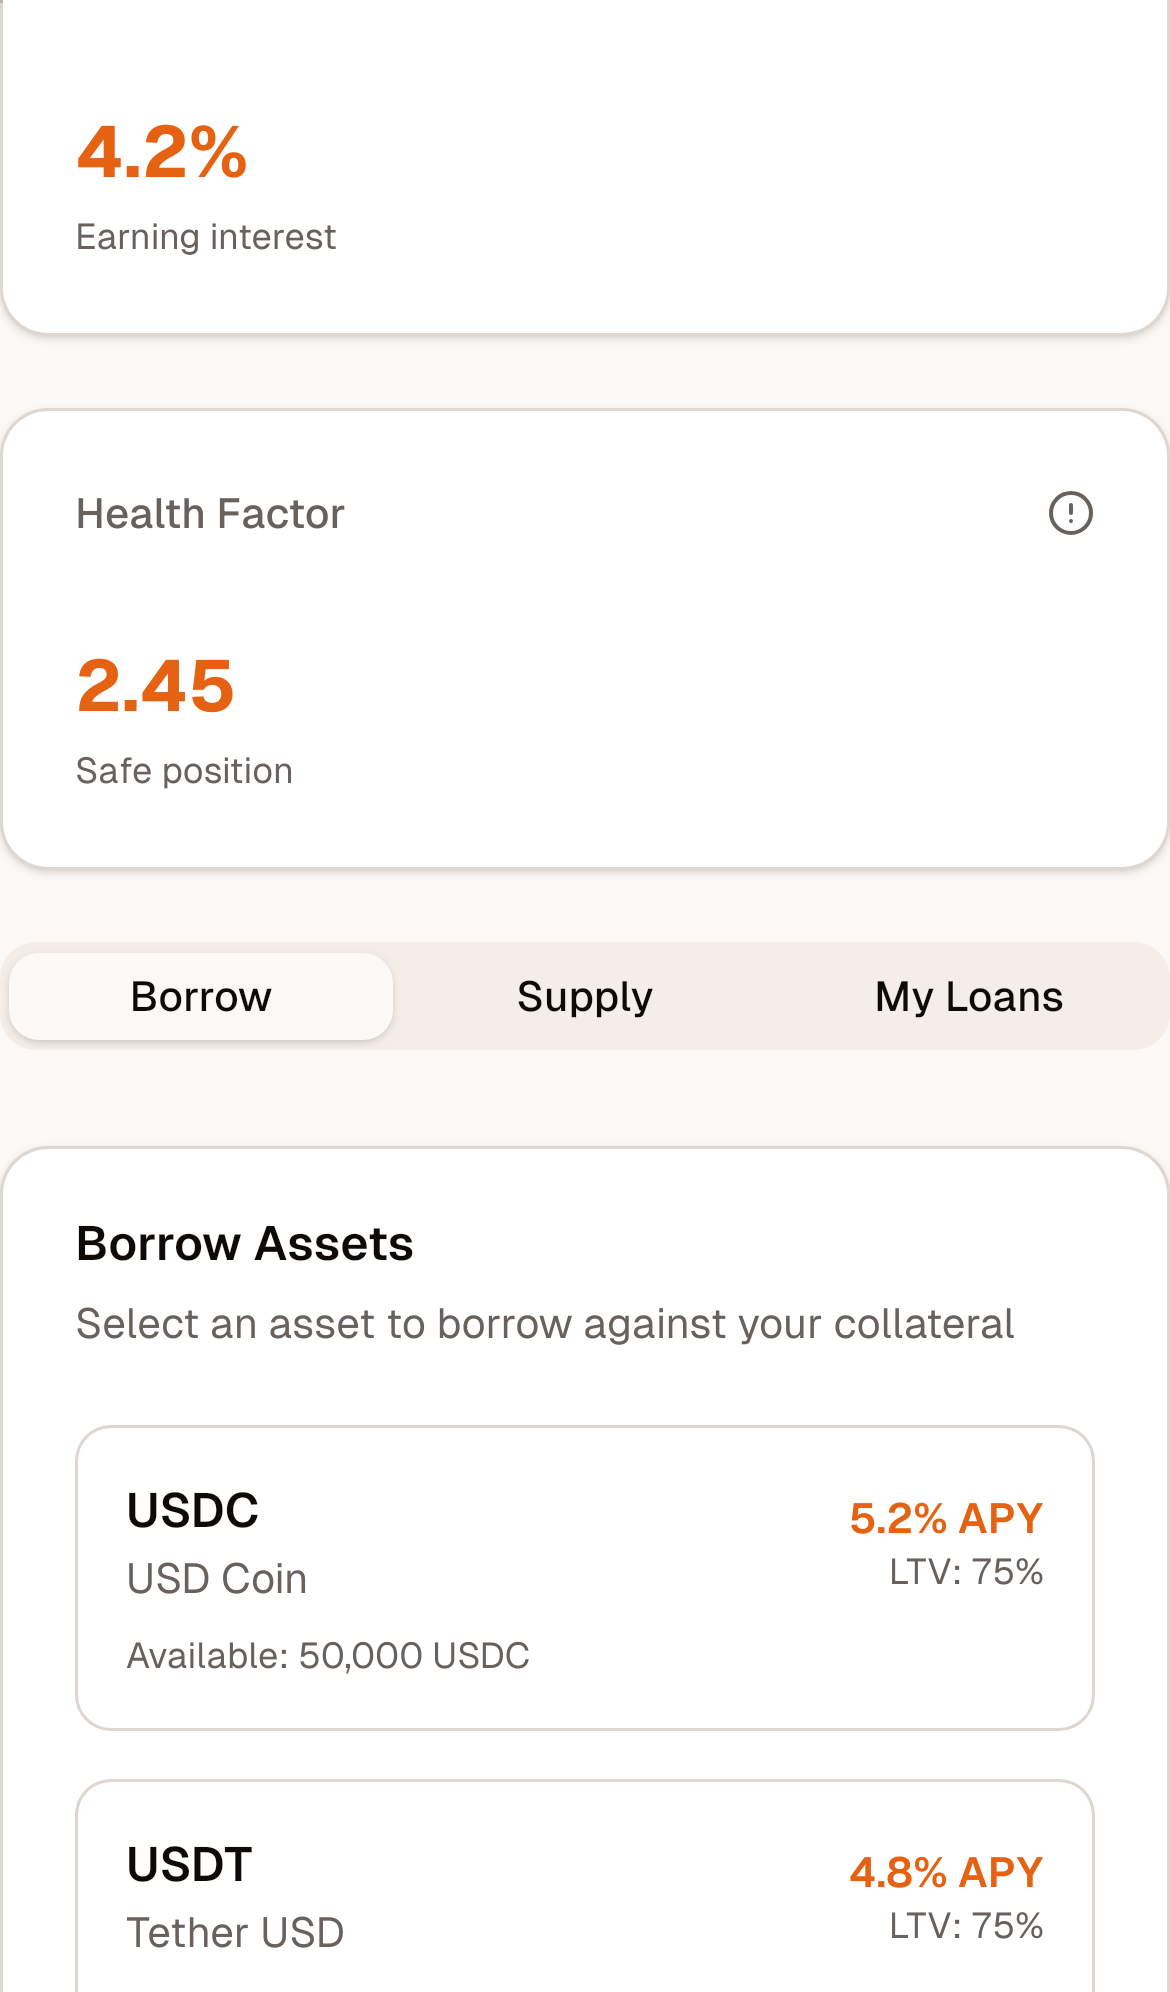 4.2%
Earning interest
Health Factor
2.45
Safe position
Borrow
Supply
My Loans
Borrow Assets
Select an asset to borrow against your collateral
USDC
5.2% APY
USD Coin
LTV: 75%
Available: 50,000 USDC
USDT
4.8% APY
Tether USD
LTV: 75%